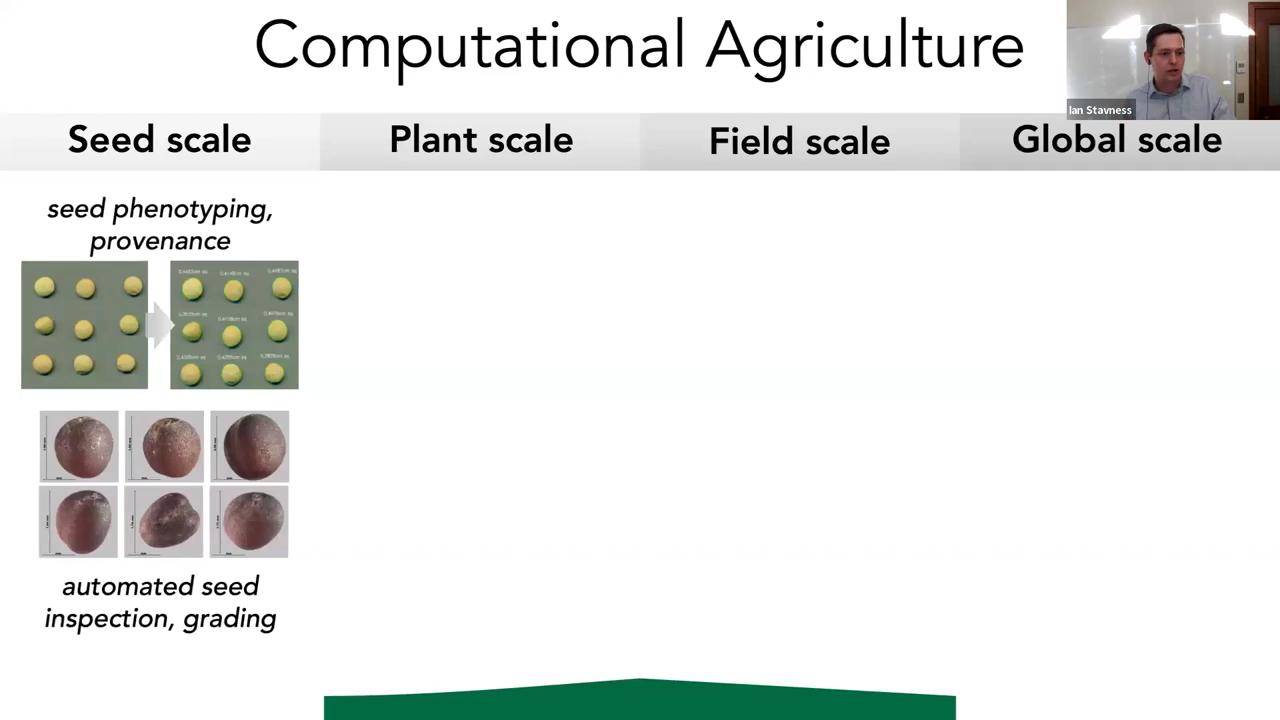 Computational Agriculture
Ian Stavness
Seed scale
Plant scale
Field scale
Global scale
seed phenotyping,
provenance
automated seed
inspection, grading